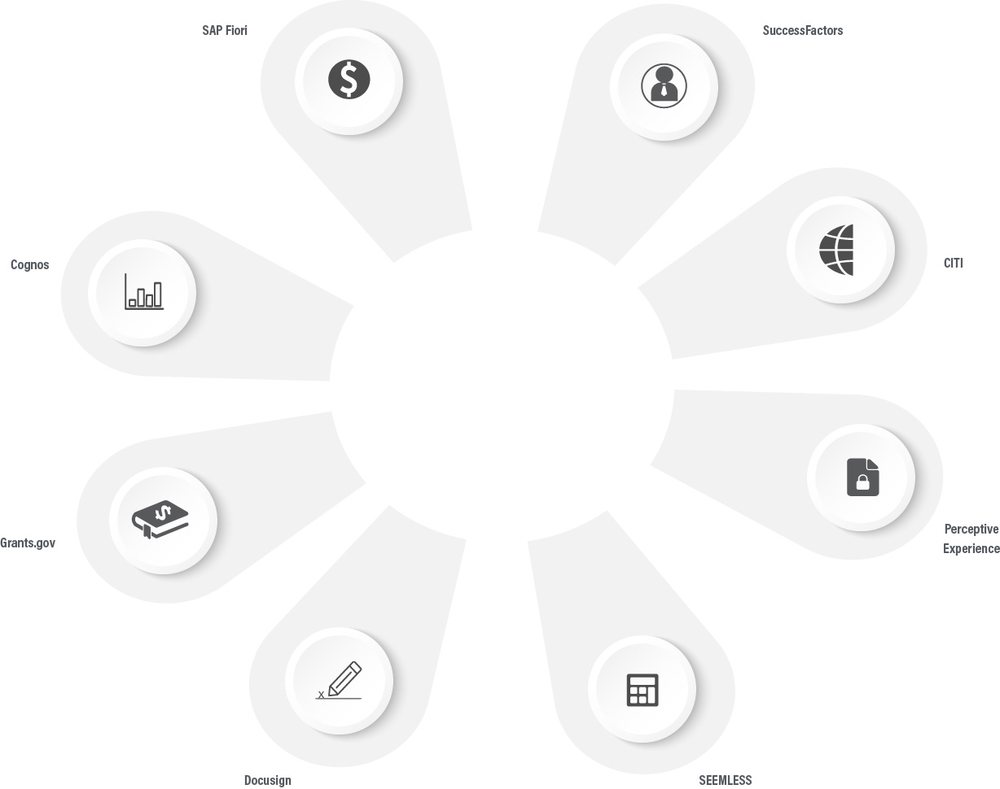 SAP Fiori
SuccessFactors
Cognos
CITI
Perceptive
Experience
Grants.gov
x
Docusign
SEEMLESS